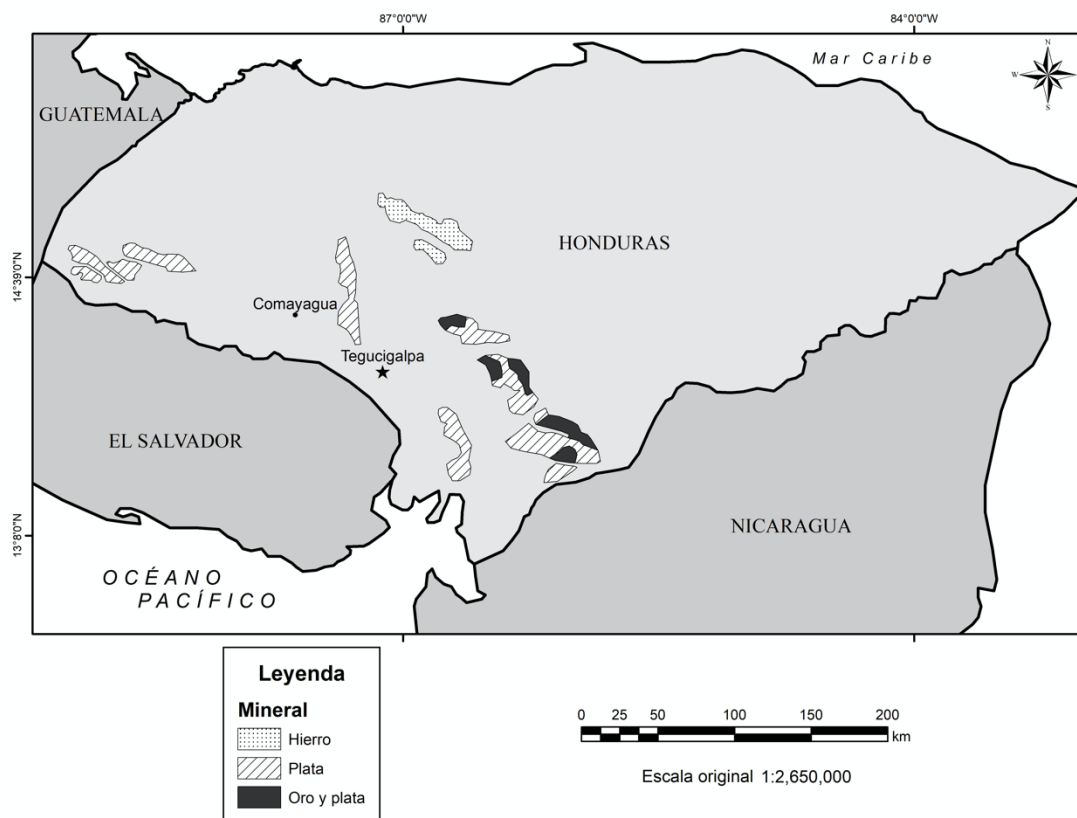 87°0'0"W
84°0'0"W
Mar Caribe
N
W
E
S
GUATEMALA
HONDURAS
14°39'0"N
Comayagua
Tegucigalpa
EL SALVADOR
NICARAGUA
13°8'0"N
OCÉANO
PACÍFICO
Leyenda
Mineral
Hierro
Plata
Oro y plata
0 25 50 100 150 200
km
Escala original 1:2,650,000